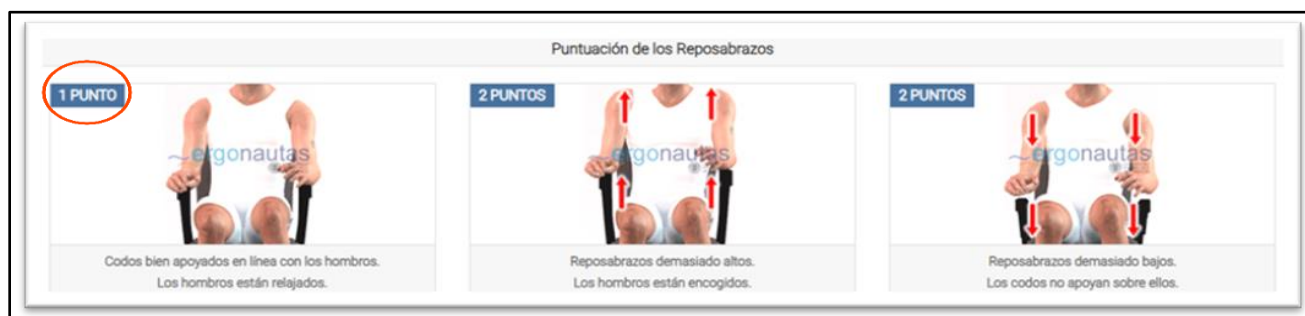 Puntuación de los Reposabrazos
1 PUNTO
~ergonautas
Codos bien apoyados en línea con los hombros.
Los hombros están relajados.
2 PUNTOS
~ergonautas
Reposabrazos demasiado altos.
Los hombros están encogidos.
2 PUNTOS
~ergonautas
Reposabrazos demasiado bajos.
Los codos no apoyan sobre ellos.